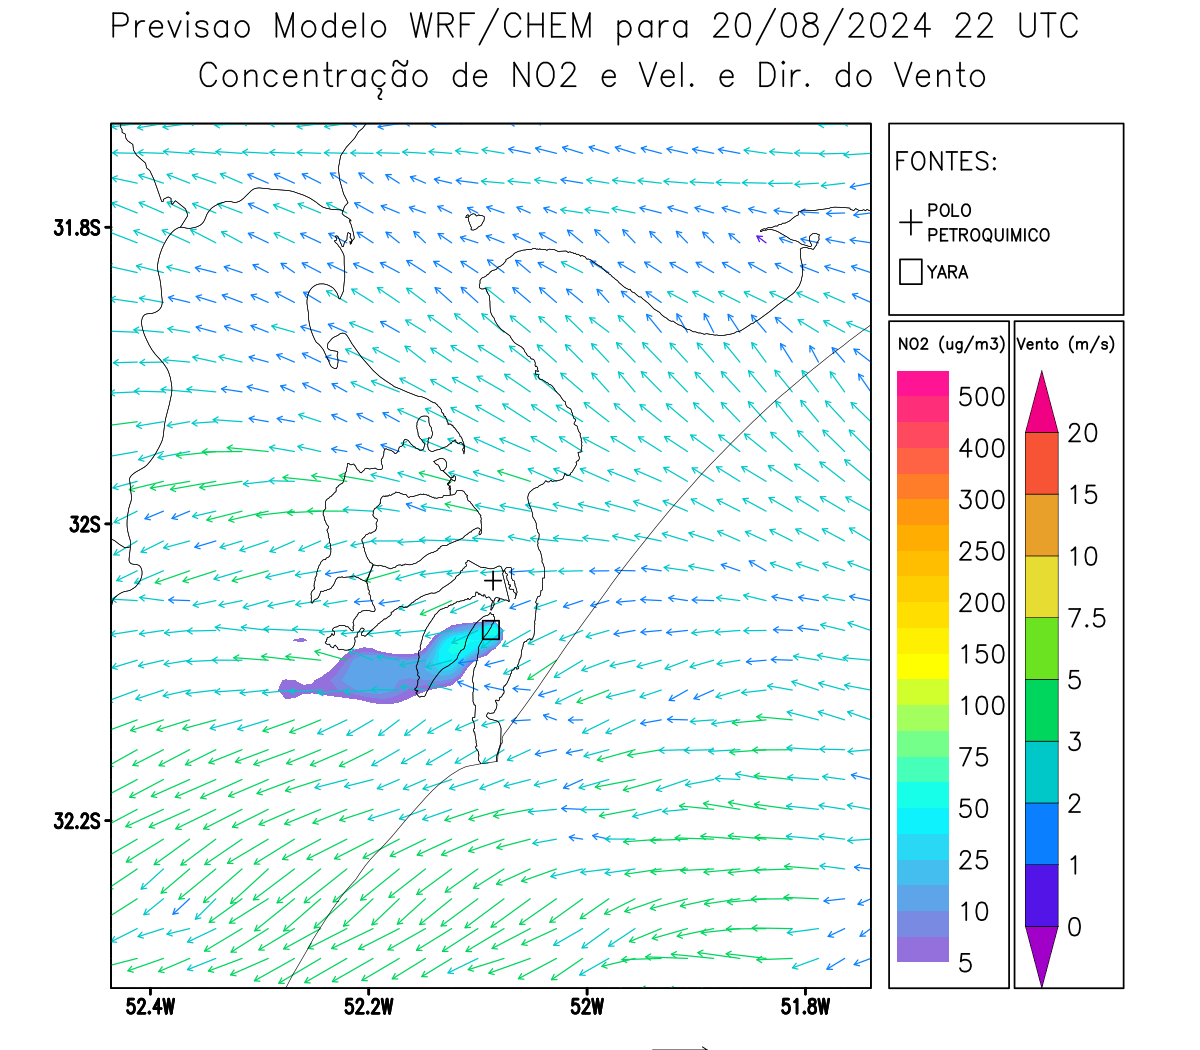 Previsao Modelo WRF/CHEM para 20/08/2024 22 UTC
Concentração de NO2 e Vel. e Dir. do Vento
FONTES:
POLO
PETROQUIMICO
YARA
31.8S
32S
32.2S
52.4W
52.2W
52W
51.8W
NO2 (ug/m3)
500
400
300
250
200
150
100
75
50
25
10
5
Vento (m/s)
20
15
10
7.5
5
3
2
1
0